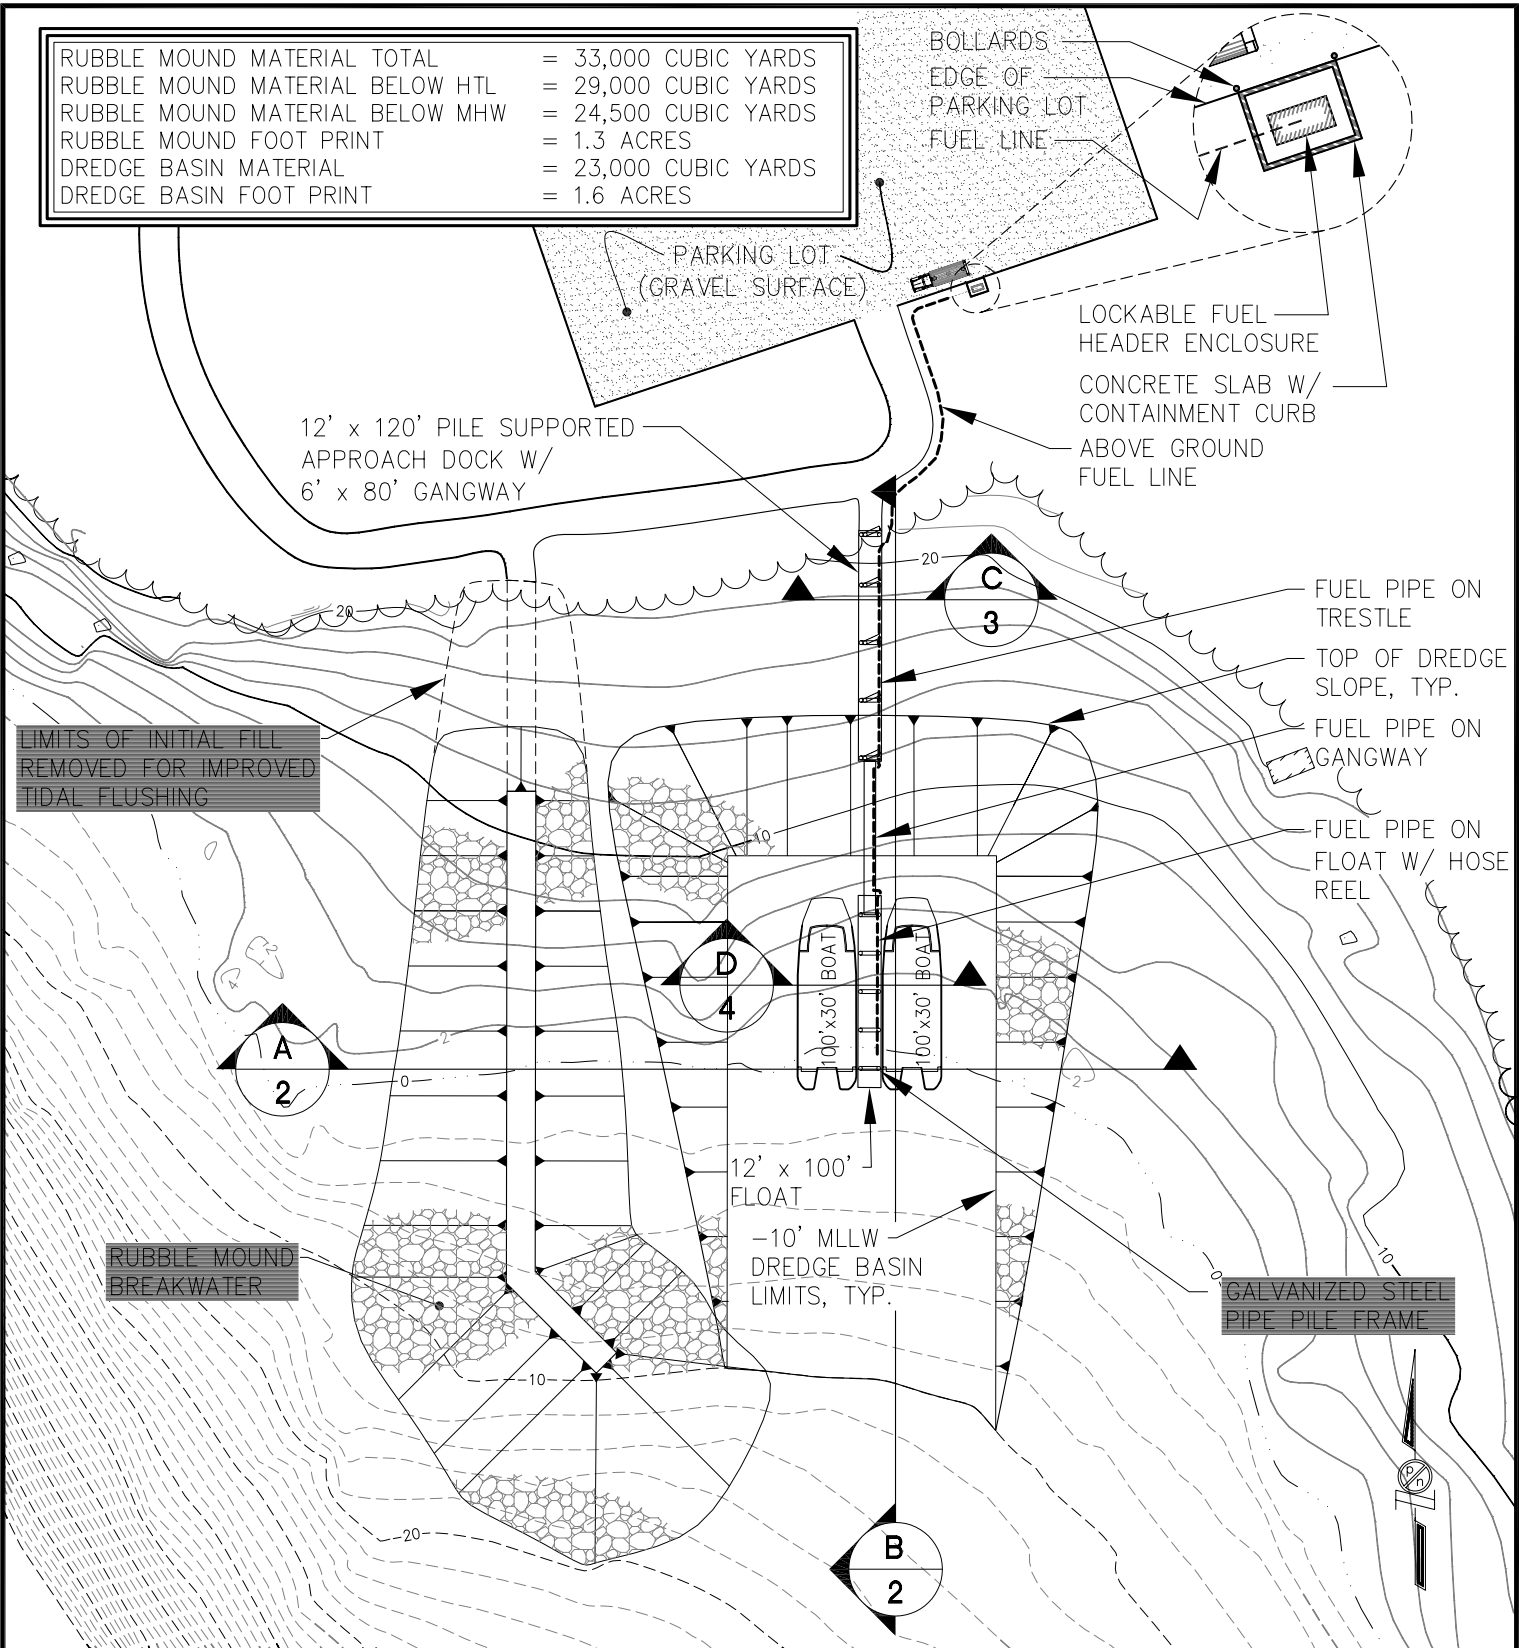 RUBBLE MOUND MATERIAL TOTAL = 33,000 CUBIC YARDS
RUBBLE MOUND MATERIAL BELOW HTL = 29,000 CUBIC YARDS
RUBBLE MOUND MATERIAL BELOW MHW = 24,500 CUBIC YARDS
RUBBLE MOUND FOOT PRINT = 1.3 ACRES
DREDGE BASIN MATERIAL = 23,000 CUBIC YARDS
DREDGE BASIN FOOT PRINT = 1.6 ACRES
BOLLARDS
EDGE OF
PARKING LOT
FUEL LINE
PARKING LOT
(GRAVEL SURFACE)
LOCKABLE FUEL
HEADER ENCLOSURE
CONCRETE SLAB W/
CONTAINMENT CURB
ABOVE GROUND
FUEL LINE
12' x 120' PILE SUPPORTED
APPROACH DOCK W/
6' x 80' GANGWAY
20
C
3
20
FUEL PIPE ON
TRESTLE
TOP OF DREDGE
SLOPE, TYP.
FUEL PIPE ON
GANGWAY
LIMITS OF INITIAL FILL
REMOVED FOR IMPROVED
TIDAL FLUSHING
10
FUEL PIPE ON
FLOAT W/ HOSE
REEL
D
4
100'x30' BOAT
100'x30' BOAT
4
2
A
2
0
2
12' x 100'
FLOAT
-10' MLLW
DREDGE BASIN
LIMITS, TYP.
RUBBLE MOUND
BREAKWATER
10
0
GALVANIZED STEEL
PIPE PILE FRAME
-10
-20
B
2
P
n